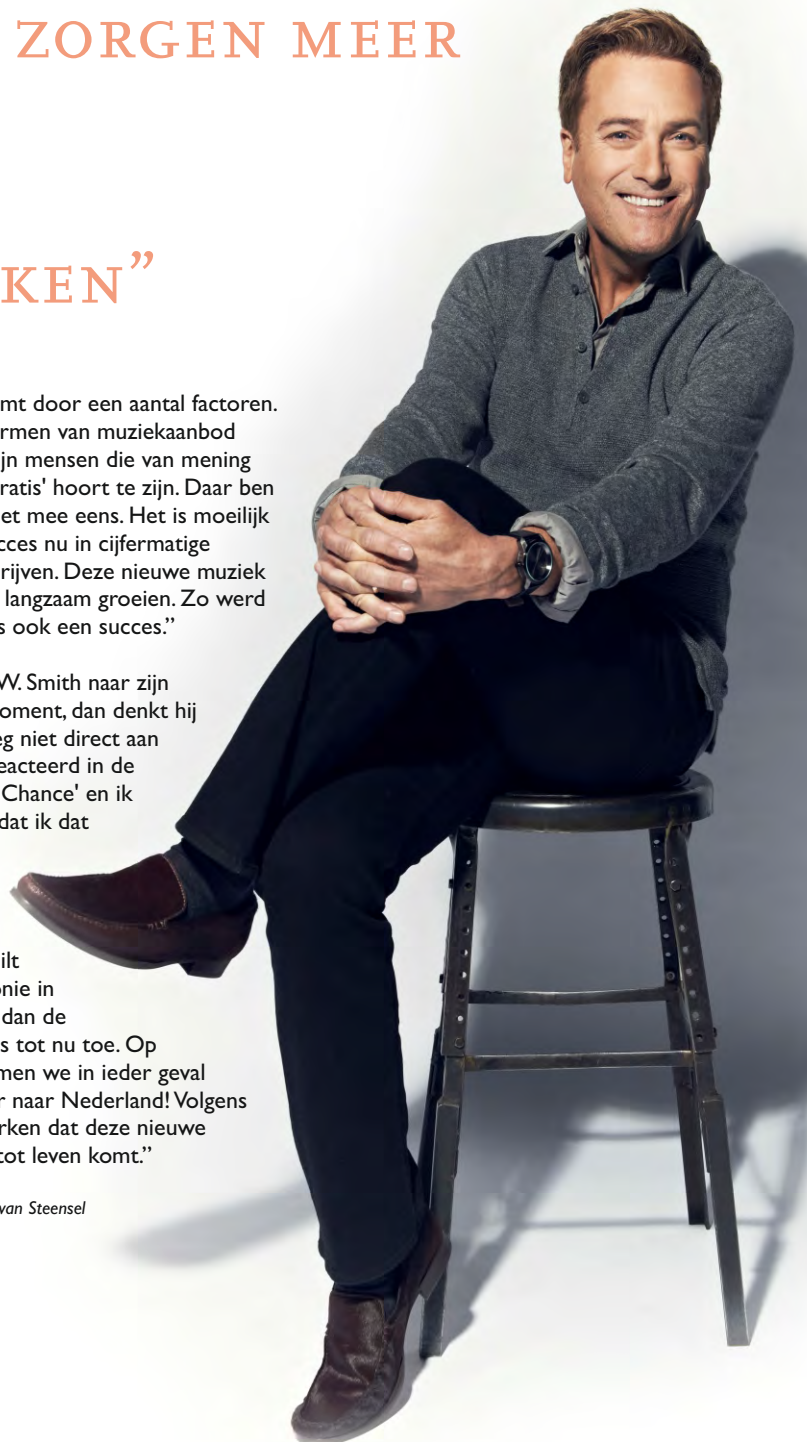 ZORGEN MEER
KEN”
mt door een aantal factoren.
rmen van muziekaanbod
ijn mensen die van mening
ratis' hoort te zijn. Daar ben
et mee eens. Het is moeilijk
cces nu in cijfermatige
rijven. Deze nieuwe muziek
langzaam groeien. Zo werd
s ook een succes.”
W. Smith naar zijn
oment, dan denkt hij
eg niet direct aan
eacteerd in de
Chance' en ik
dat ik dat
ilt
onie in
dan de
s tot nu toe. Op
men we in ieder geval
r naar Nederland! Volgens
rken dat deze nieuwe
tot leven komt.”
van Steensel